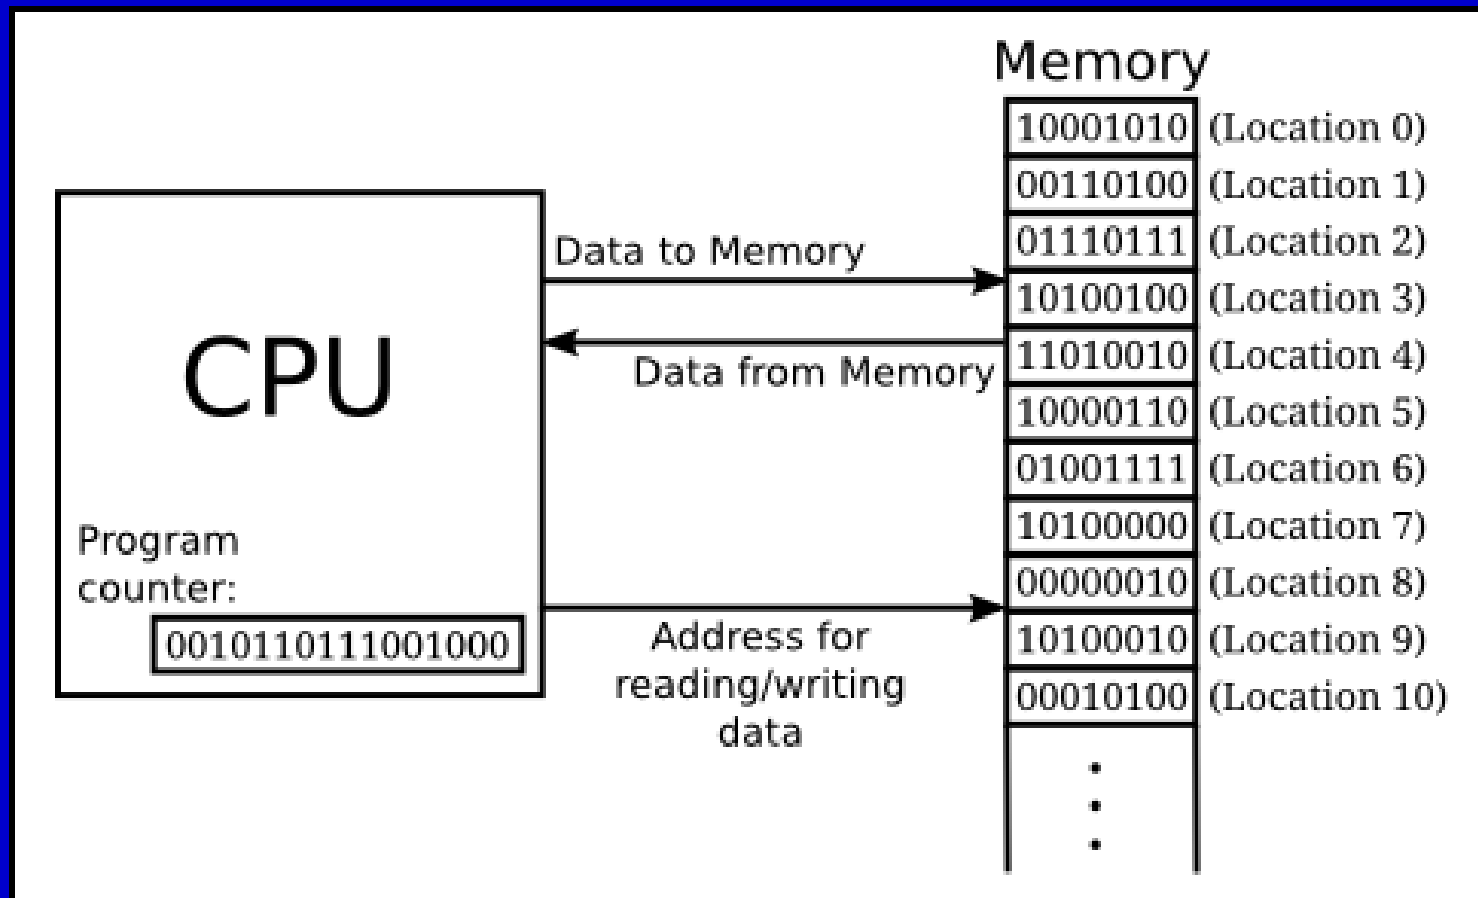 Memory
10001010 (Location 0)
00110100 (Location 1)
01110111 (Location 2)
10100100 (Location 3)
11010010 (Location 4)
10000110 (Location 5)
01001111 (Location 6)
10100000 (Location 7)
00000010 (Location 8)
10100010 (Location 9)
00010100 (Location 10)
Data to Memory
Data from Memory
CPU
Program
counter:
0010110111001000
Address for
reading/writing
data